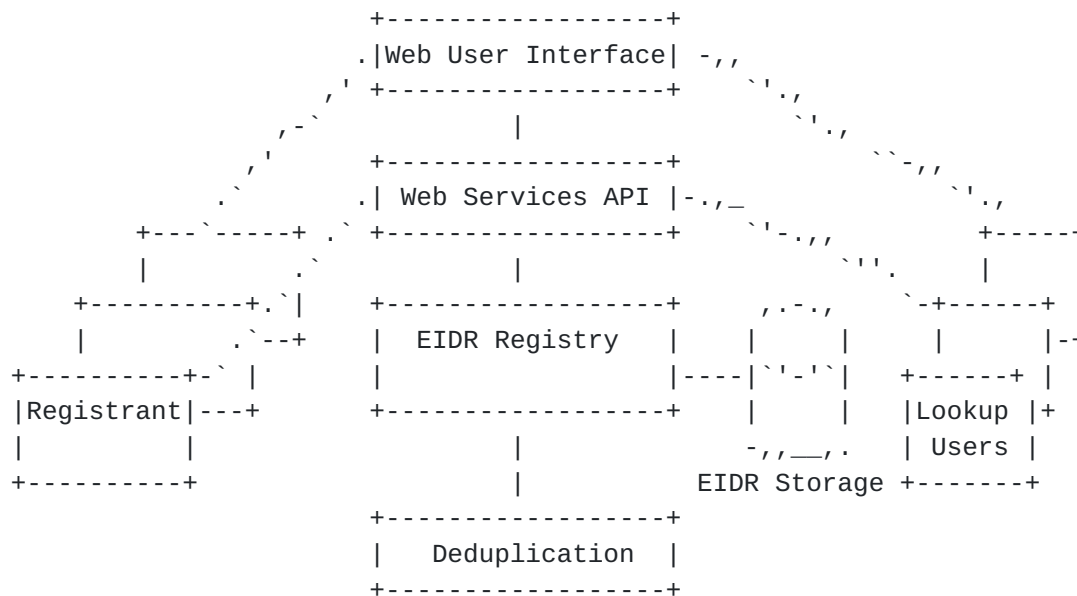 Web User Interface
Web Services API
EIDR Registry
Registrant
Lookup
Users
EIDR Storage
Deduplication